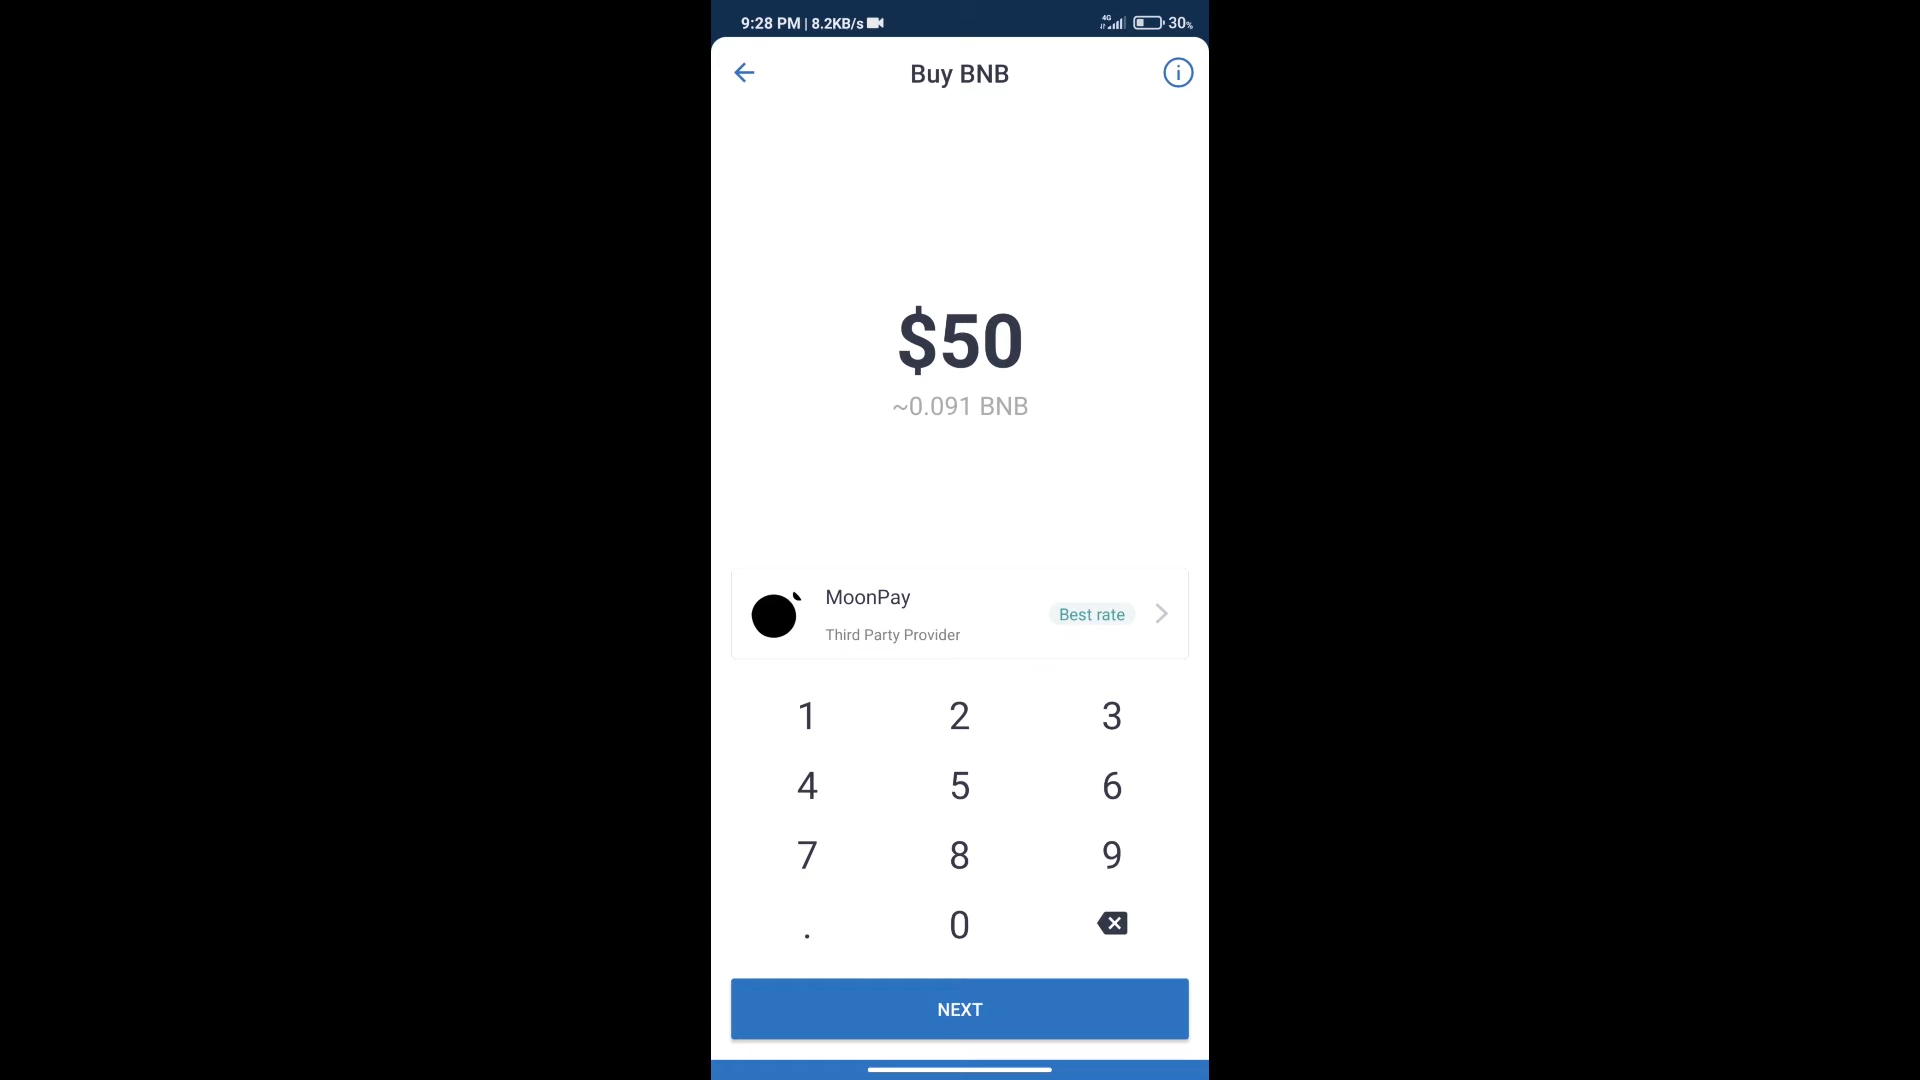 9:28 PM | 8.2KB/s 4G 30%
Buy BNB
$50
~0.091 BNB
MoonPay
Best rate
Third Party Provider
1 2 3
4 5 6
7 8 9
. 0
NEXT